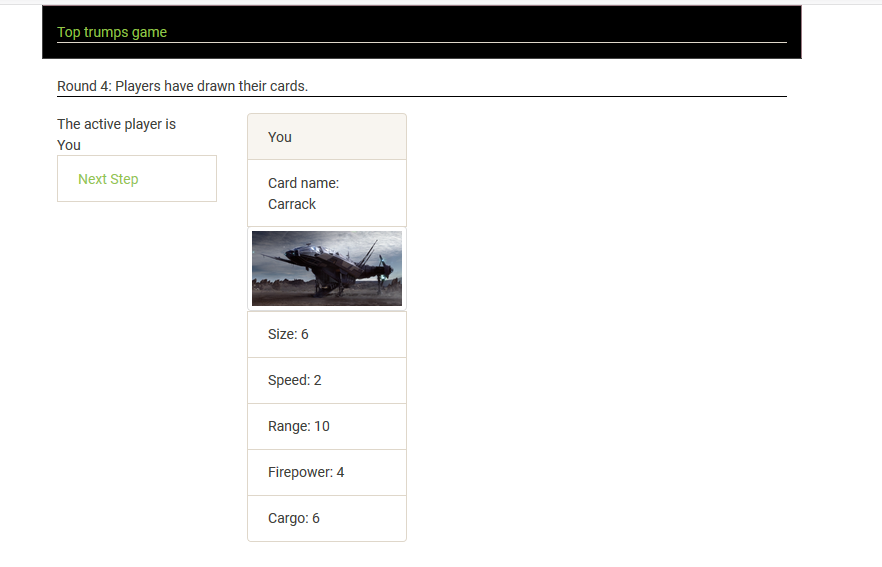 Top trumps game
Round 4: Players have drawn their cards.
The active player is
You
Next Step
You
Card name:
Carrack
Size: 6
Speed: 2
Range: 10
Firepower: 4
Cargo: 6